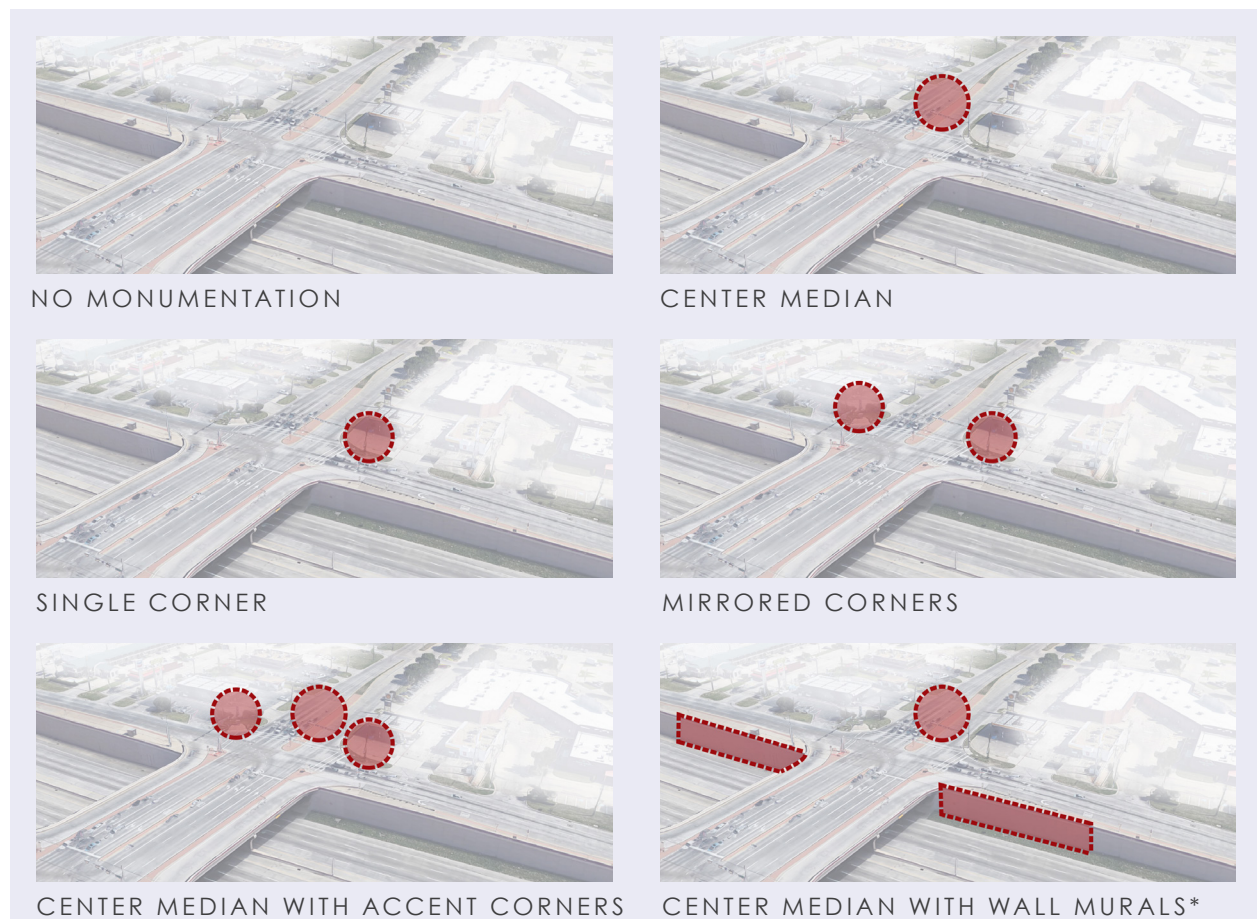 NO MONUMENTATION
CENTER MEDIAN
SINGLE CORNER
MIRRORED CORNERS
CENTER MEDIAN WITH ACCENT CORNERS
CENTER MEDIAN WITH WALL MURALS*